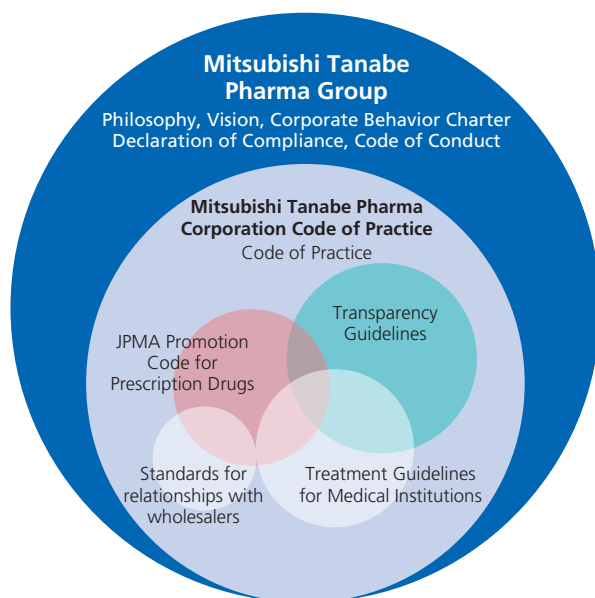 Mitsubishi Tanabe
Pharma Group
Philosophy, Vision, Corporate Behavior Charter
Declaration of Compliance, Code of Conduct
Mitsubishi Tanabe Pharma
Corporation Code of Practice
Code of Practice
Transparency
Guidelines
JPMA Promotion
Code for
Prescription Drugs
Standards for
relationships with
wholesalers
Treatment Guidelines
for Medical Institutions